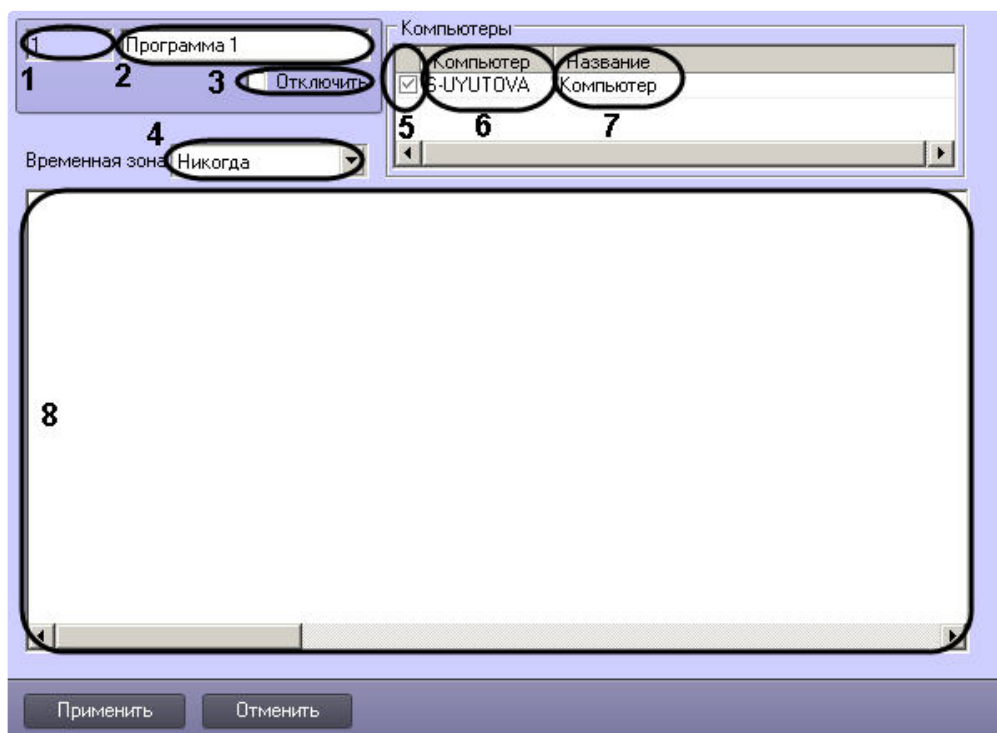 1 Программа 1
1 2 3 Отключить
4
Временная зона Никогда
Компьютеры
Компьютер Название
S-UYUTOVA Компьютер
5 6 7
8
Применить Отменить